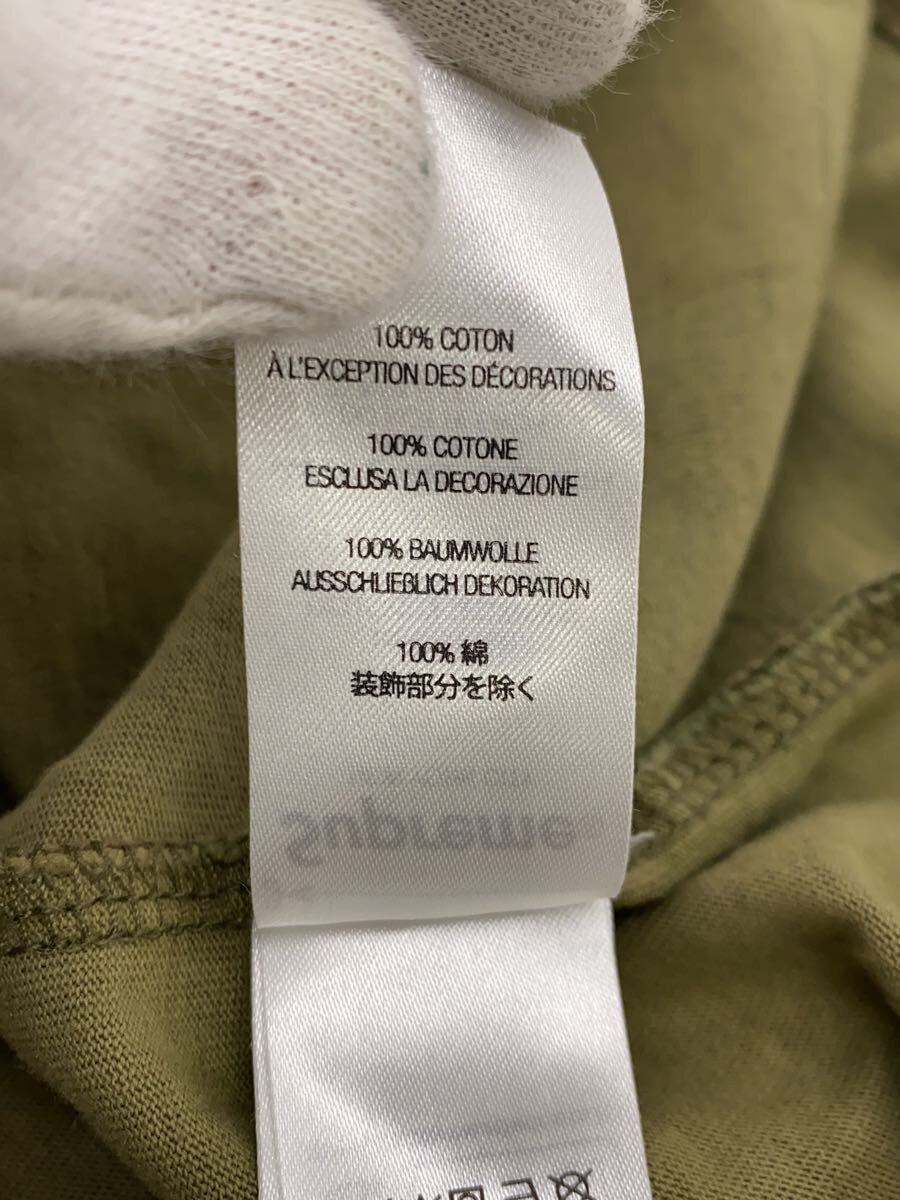 100% COTON
À L'EXCEPTION DES DÉCORATIONS
100% COTONE
ESCLUSA LA DECORAZIONE
100% BAUMWOLLE
AUSSCHLIEßLICH DEKORATION
100% 綿
装飾部分を除く
Supreme